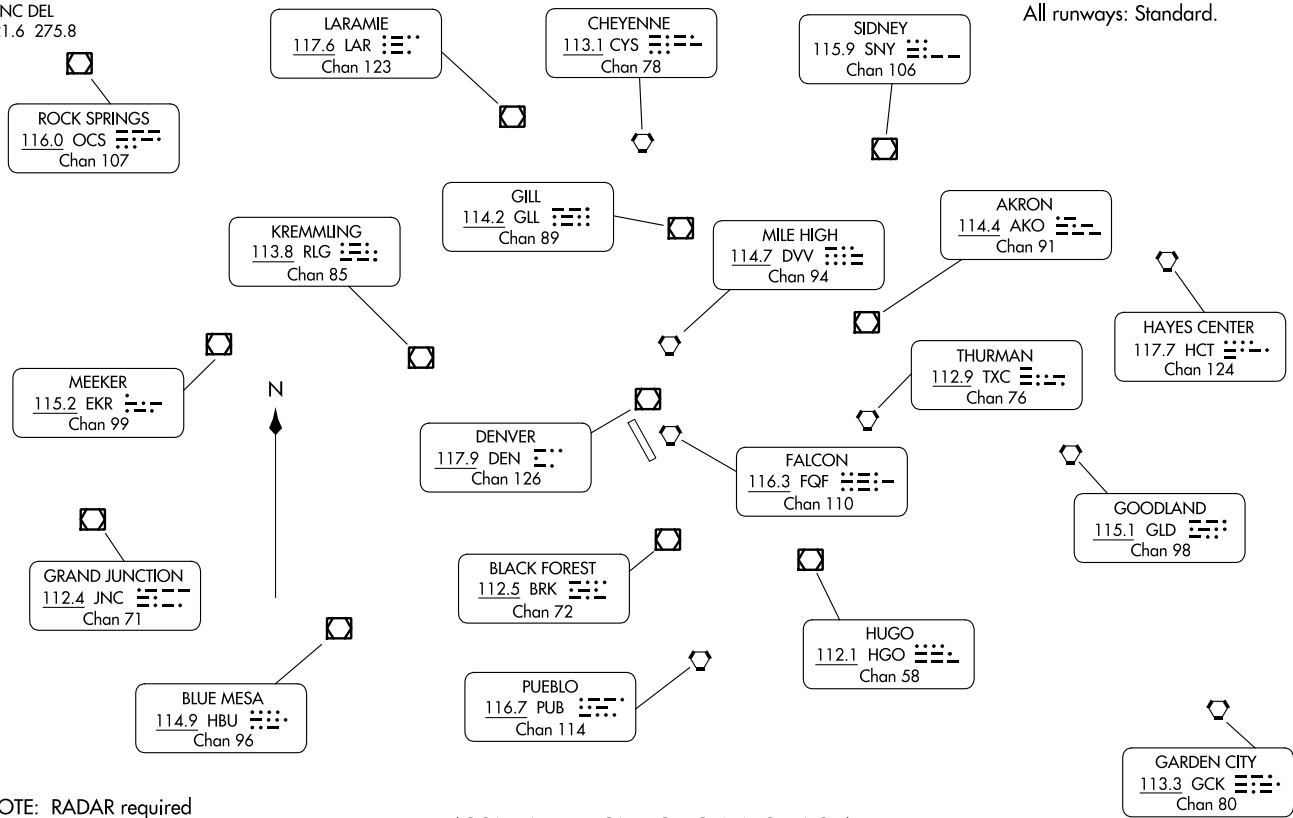 NC DEL
1.6 275.8
All runways: Standard.
LARAMIE
117.6 LAR
Chan 123
CHEYENNE
113.1 CYS
Chan 78
SIDNEY
115.9 SNY
Chan 106
ROCK SPRINGS
116.0 OCS
Chan 107
GILL
114.2 GLL
Chan 89
AKRON
114.4 AKO
Chan 91
KREMMLING
113.8 RLG
Chan 85
MILE HIGH
114.7 DVV
Chan 94
HAYES CENTER
117.7 HCT
Chan 124
THURMAN
112.9 TXC
Chan 76
MEEKER
115.2 EKR
Chan 99
N
DENVER
117.9 DEN
Chan 126
FALCON
116.3 FQF
Chan 110
GOODLAND
115.1 GLD
Chan 98
GRAND JUNCTION
112.4 JNC
Chan 71
BLACK FOREST
112.5 BRK
Chan 72
HUGO
112.1 HGO
Chan 58
BLUE MESA
114.9 HBU
Chan 96
PUEBLO
116.7 PUB
Chan 114
GARDEN CITY
113.3 GCK
Chan 80
OTE: RADAR required